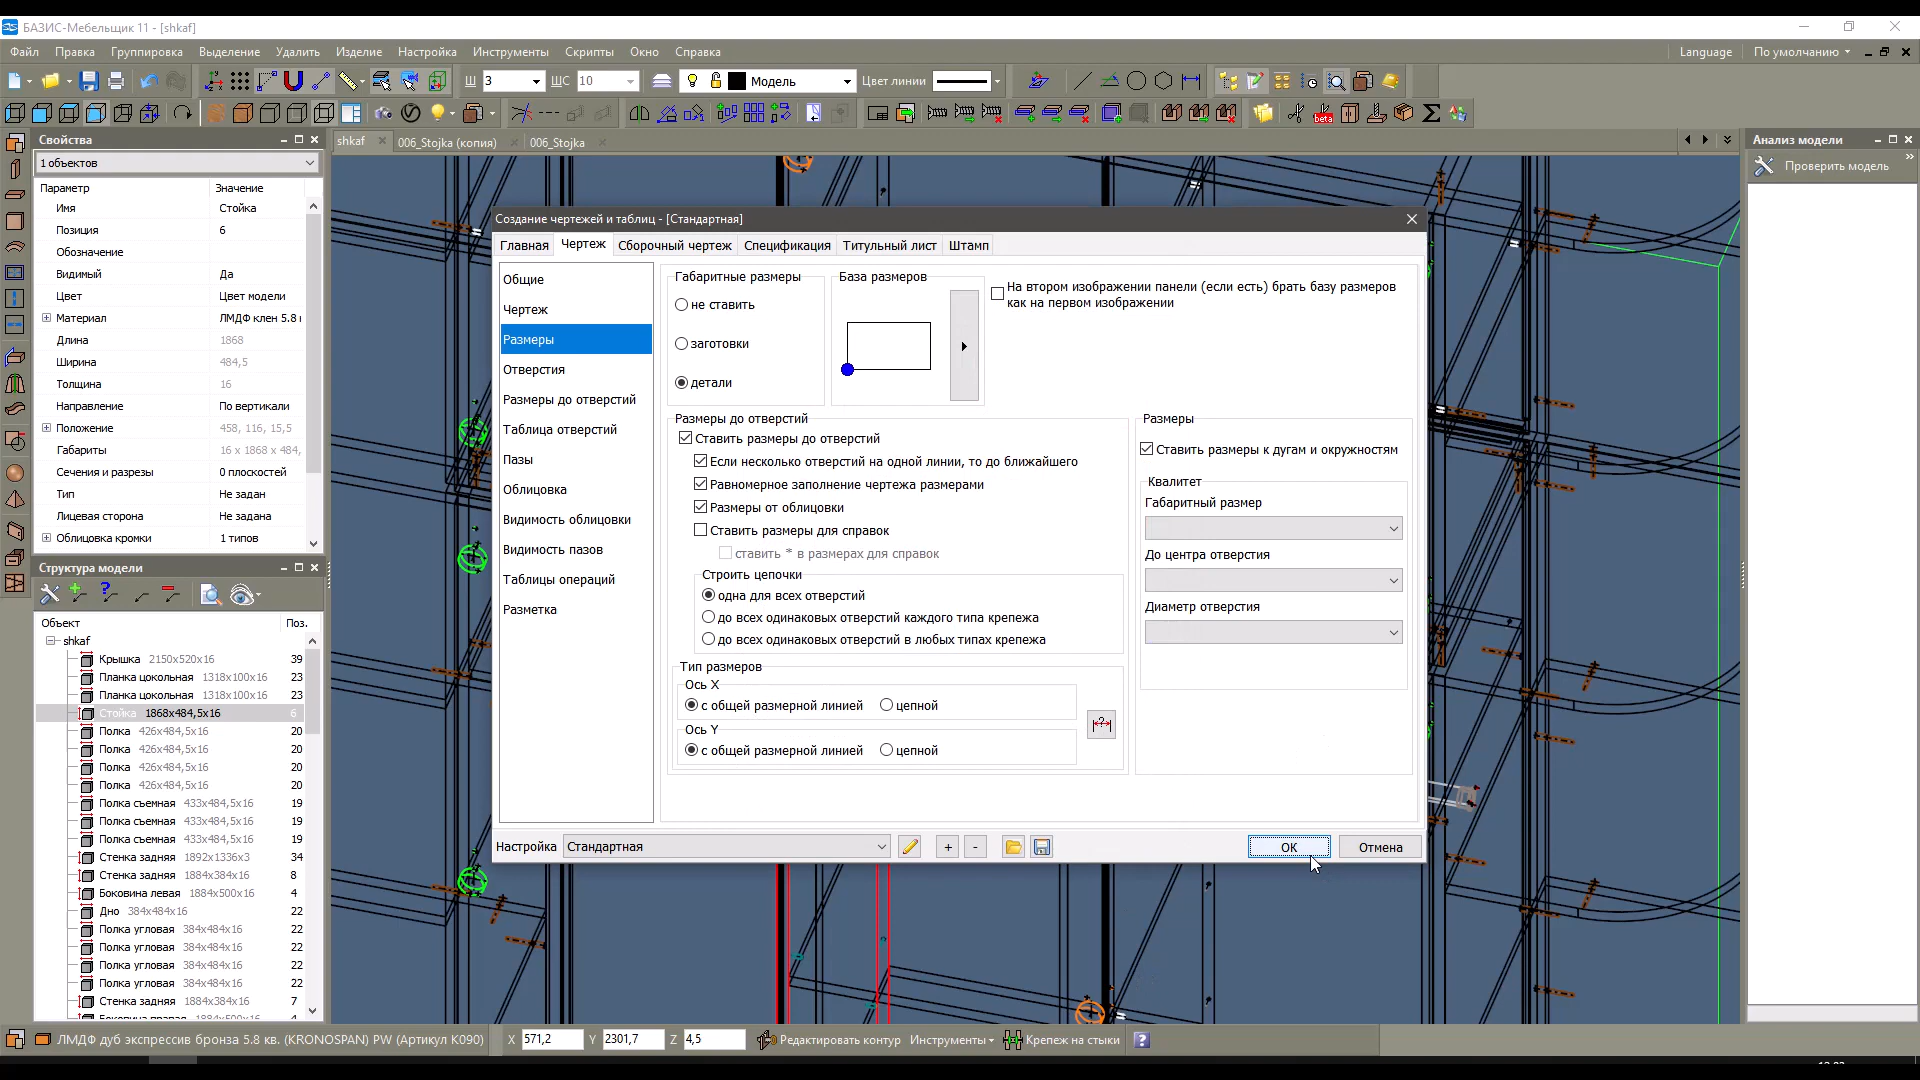 БАЗИС-Мебельщик 11 - [shkaf]
Файл Правка Группировка Выделение Удалить Изделие Настройка Инструменты Скрипты Окно Справка Language По умолчанию
Ш 3 ШС 10 Модель Цвет линии
beta
Свойства
shkaf 006_Stojka (копия) 006_Stojka
Анализ модели
1 объектов
Проверить модель
Параметр Значение
Имя Стойка
Позиция 6
Обозначение
Видимый Да
Цвет Цвет модели
Материал ЛМДФ клен 5.8
Длина 1868
Ширина 484,5
Толщина 16
Направление По вертикали
Положение 458, 116, 15,5
Габариты 16 x 1868 x 484,
Сечения и разрезы 0 плоскостей
Тип Не задан
Лицевая сторона Не задана
Облицовка кромки 1 типов
Структура модели
Объект Поз.
shkaf
Крышка 2150x520x16 39
Планка цокольная 1318x100x16 23
Планка цокольная 1318x100x16 23
Стойка 1868x484,5x16 6
Полка 426x484,5x16 20
Полка 426x484,5x16 20
Полка 426x484,5x16 20
Полка 426x484,5x16 20
Полка съемная 433x484,5x16 19
Полка съемная 433x484,5x16 19
Полка съемная 433x484,5x16 19
Стенка задняя 1892x1336x3 34
Стенка задняя 1884x384x16 8
Боковина левая 1884x500x16 4
Дно 384x484x16 22
Полка угловая 384x484x16 22
Полка угловая 384x484x16 22
Полка угловая 384x484x16 22
Полка угловая 384x484x16 22
Стенка задняя 1884x384x16 7
Боковина правая 1884x500x16 4
Создание чертежей и таблиц - [Стандартная]
Главная Чертеж Сборочный чертеж Спецификация Титульный лист Штамп
Общие
Чертеж
Размеры
Отверстия
Размеры до отверстий
Таблица отверстий
Пазы
Облицовка
Видимость облицовки
Видимость пазов
Таблицы операций
Разметка
Габаритные размеры
не ставить
заготовки
детали
База размеров
На втором изображении панели (если есть) брать базу размеров
как на первом изображении
Размеры до отверстий
Ставить размеры до отверстий
Если несколько отверстий на одной линии, то до ближайшего
Равномерное заполнение чертежа размерами
Размеры от облицовки
Ставить размеры для справок
ставить * в размерах для справок
Строить цепочки
одна для всех отверстий
до всех одинаковых отверстий каждого типа крепежа
до всех одинаковых отверстий в любых типах крепежа
Тип размеров
Ось X
с общей размерной линией цепной
Ось Y
с общей размерной линией цепной
Размеры
Ставить размеры к дугам и окружностям
Квалитет
Габаритный размер
До центра отверстия
Диаметр отверстия
Настройка Стандартная + - ОК Отмена
ЛМДФ дуб экспрессив бронза 5.8 кв. (KRONOSPAN) PW (Артикул K090) X 571,2 Y 2301,7 Z 4,5 Редактировать контур Инструменты Крепеж на стыки